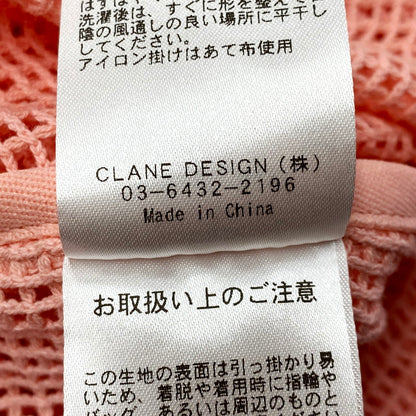 洗濯後は、すぐに形を整えて
陰の風通しの良い場所に平干し
してください。
アイロン掛けはあて布使用
CLANE DESIGN (株)
03-6432-2196
Made in China
お取扱い上のご注意
この生地の表面は引っ掛かり易
いため、着脱や着用時に指輪や
バッグ、あるいは周辺のものと